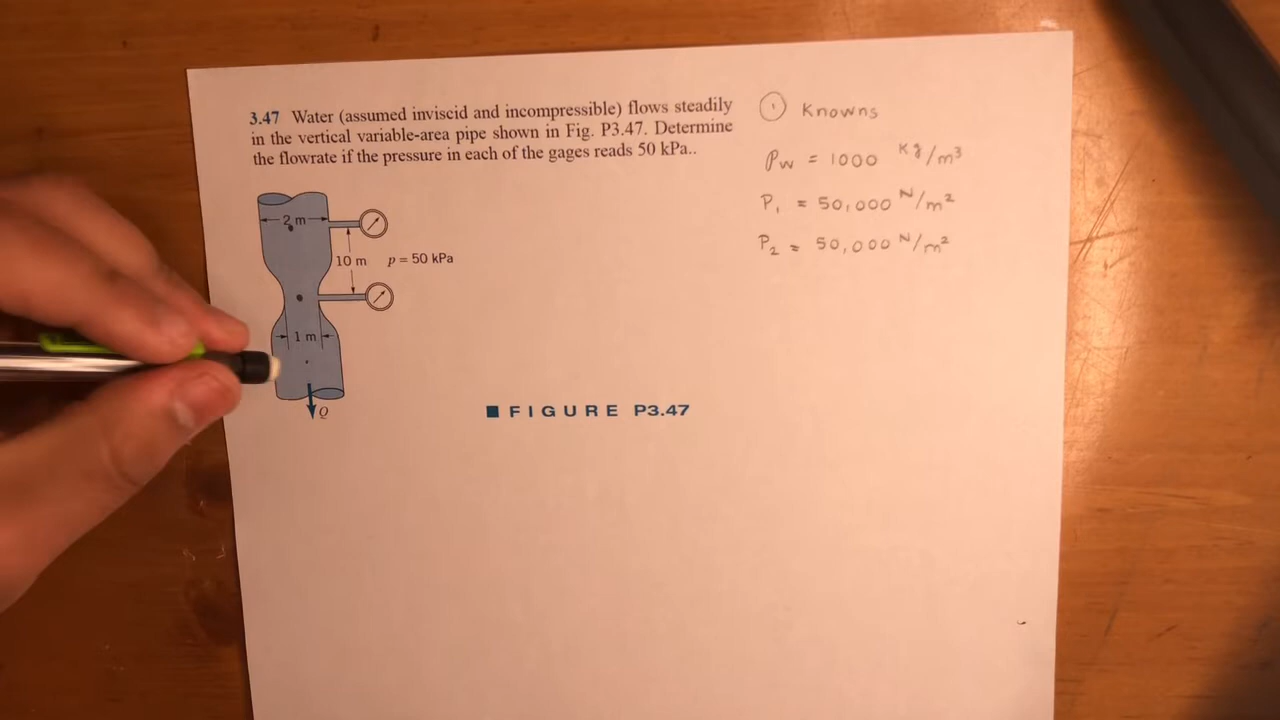 3.47 Water (assumed inviscid and incompressible) flows steadily
in the vertical variable-area pipe shown in Fig. P3.47. Determine
the flowrate if the pressure in each of the gages reads 50 kPa..
2 m
10 m p = 50 kPa
1 m
Q
■ FIGURE P3.47
① Knowns
ρw = 1000 Kg/m³
P₁ = 50,000 N/m²
P₂ = 50,000 N/m²